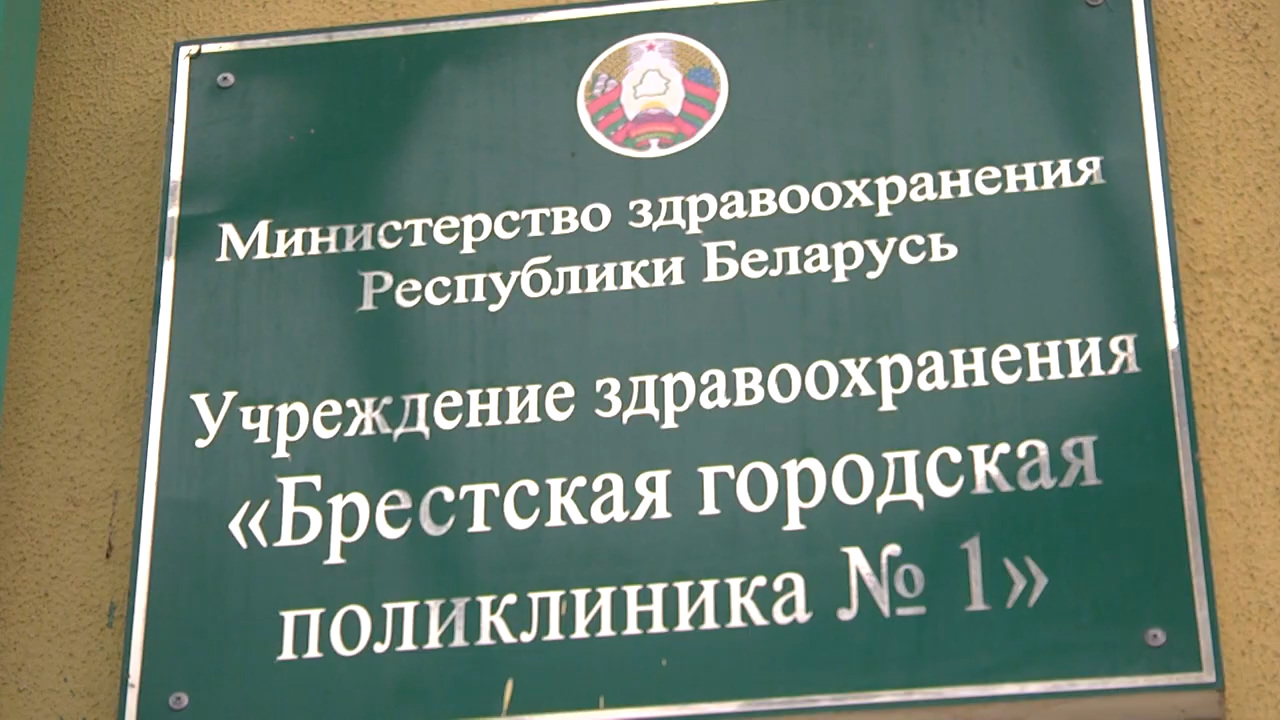 Министерство здравоохранения
Республики Беларусь
Учреждение здравоохранения
«Брестская городская
поликлиника № 1»